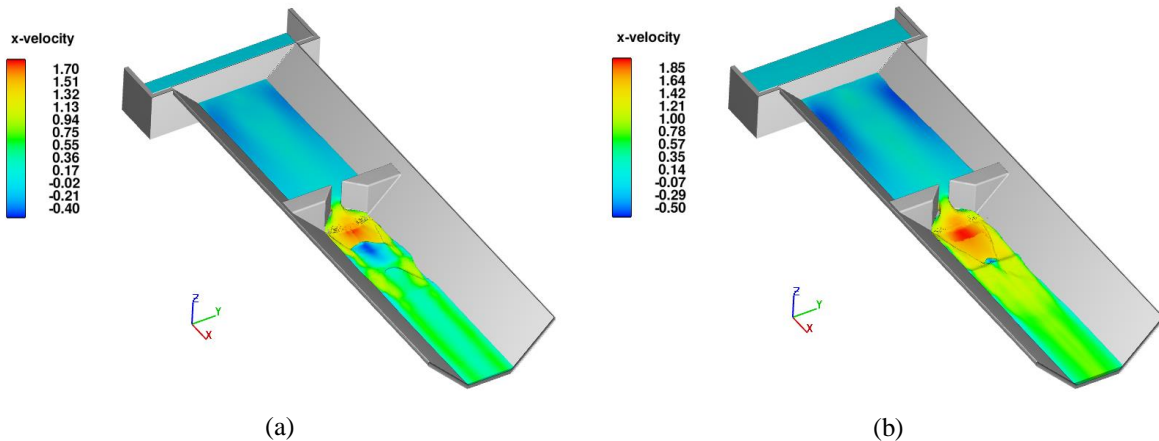 x-velocity
1.70
1.51
1.32
1.13
0.94
0.75
0.55
0.36
0.17
-0.02
-0.21
-0.40
Z
Y
X
(a)
x-velocity
1.85
1.64
1.42
1.21
1.00
0.78
0.57
0.35
0.14
-0.07
-0.29
-0.50
Z
Y
X
(b)